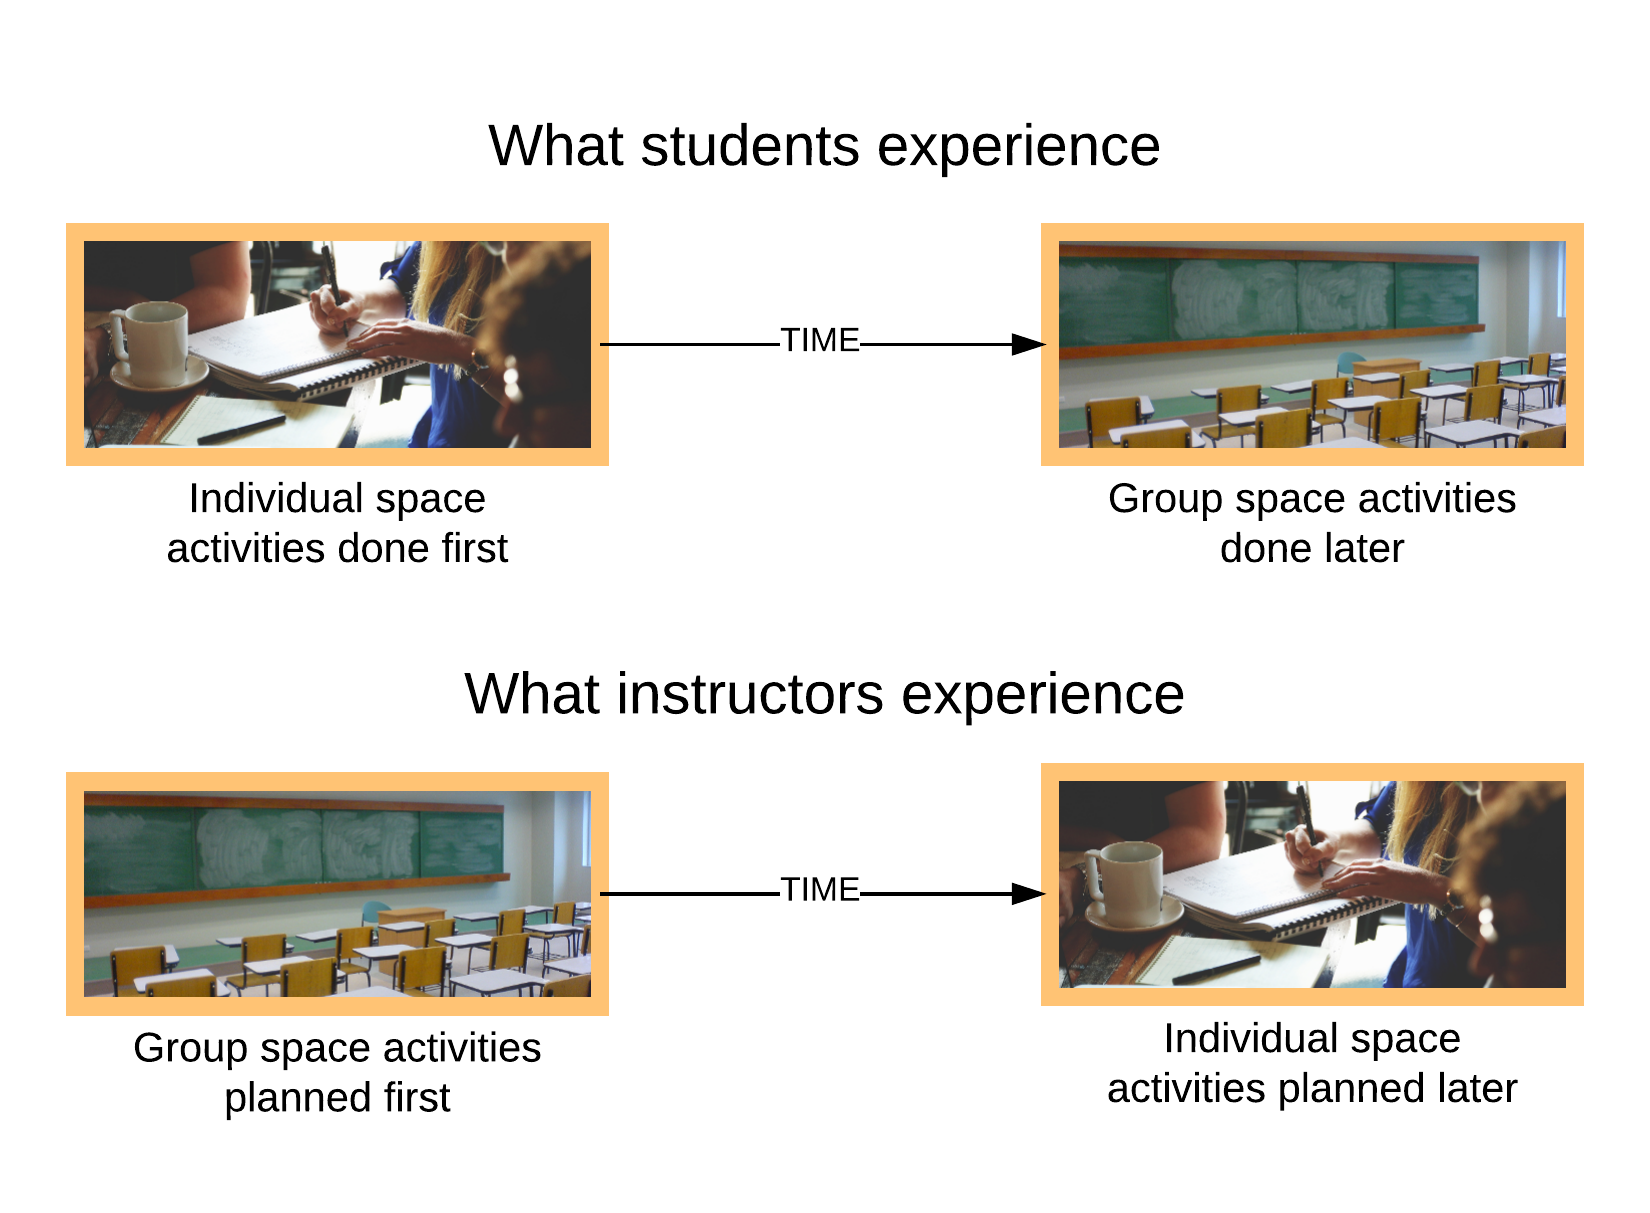 What students experience
TIME
Individual space
activities done first
Group space activities
done later
What instructors experience
TIME
Group space activities
planned first
Individual space
activities planned later